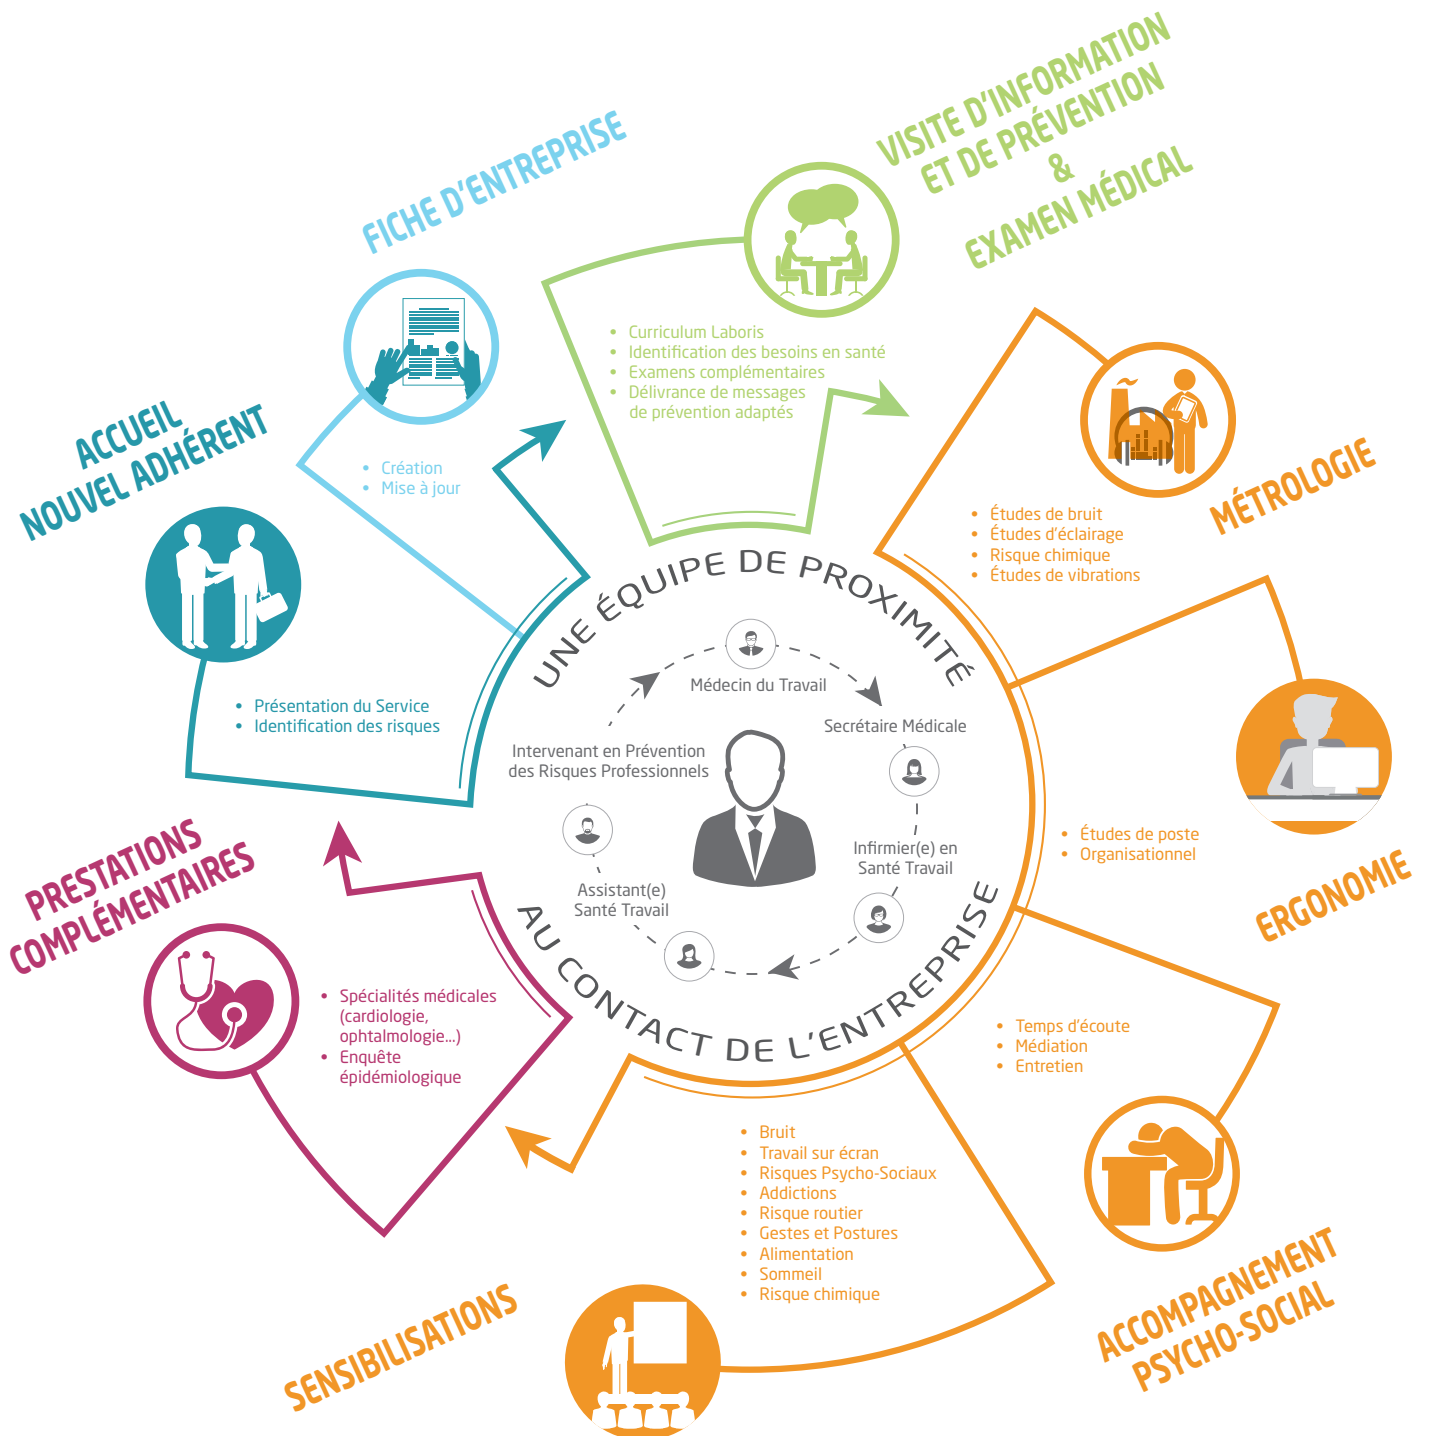 VISITE D'INFORMATION
ET DE PRÉVENTION
&
EXAMEN MÉDICAL
• Curriculum Laboris
• Identification des besoins en santé
• Examens complémentaires
• Délivrance de messages
de prévention adaptés
FICHE D'ENTREPRISE
• Création
• Mise à jour
ACCUEIL
NOUVEL ADHÉRENT
• Présentation du Service
• Identification des risques
MÉTROLOGIE
• Études de bruit
• Études d'éclairage
• Risque chimique
• Études de vibrations
UNE ÉQUIPE DE PROXIMITÉ
Médecin du Travail
Secrétaire Médicale
Intervenant en Prévention
des Risques Professionnels
Infirmier(e) en
Santé Travail
Assistant(e)
Santé Travail
AU CONTACT DE L'ENTREPRISE
• Études de poste
• Organisationnel
ERGONOMIE
PRESTATIONS
COMPLÉMENTAIRES
• Spécialités médicales
(cardiologie,
ophtalmologie...)
• Enquête
épidémiologique
• Temps d'écoute
• Médiation
• Entretien
ACCOMPAGNEMENT
PSYCHO-SOCIAL
• Bruit
• Travail sur écran
• Risques Psycho-Sociaux
• Addictions
• Risque routier
• Gestes et Postures
• Alimentation
• Sommeil
• Risque chimique
SENSIBILISATIONS